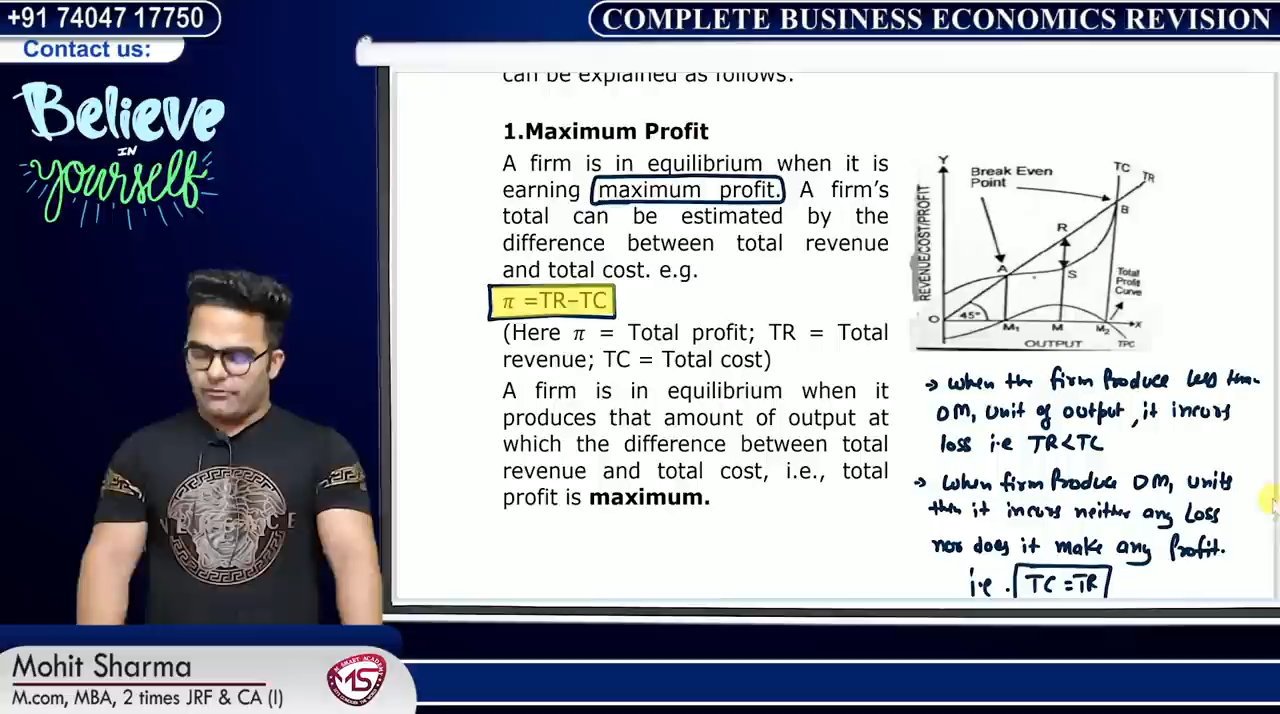 +91 74047 17750
Contact us:
COMPLETE BUSINESS ECONOMICS REVISION
Believe
IN
yourself
can be explained as follows:
1.Maximum Profit
A firm is in equilibrium when it is
earning maximum profit. A firm's
total can be estimated by the
difference between total revenue
and total cost. e.g.
π =TR–TC
(Here π = Total profit; TR = Total
revenue; TC = Total cost)
A firm is in equilibrium when it
produces that amount of output at
which the difference between total
revenue and total cost, i.e., total
profit is maximum.
Y
REVENUE/COST/PROFIT
Break Even
Point
TC
TR
B
R
A
S
Total
Profit
Curve
O
45°
M₁
M
M₂
X
OUTPUT
TPC
→ When the firm Produce less than
OM₁ unit of output, it incurs
loss i.e TR<TC
→ When firm Produce OM₁ units
then it incurs neither any Loss
nor does it make any Profit.
i.e. TC = TR
VERSACE
Mohit Sharma
M.com, MBA, 2 times JRF & CA (I)
M SMART ACADEMY
MS